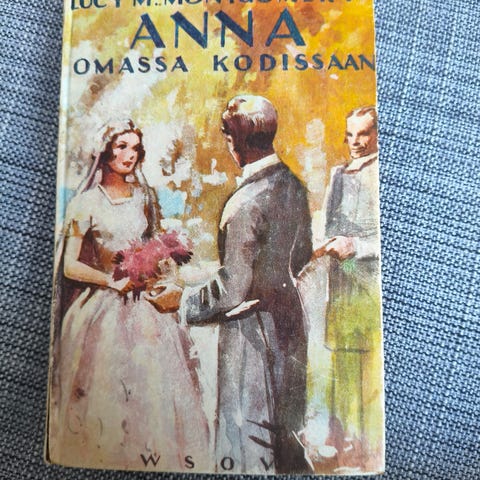 LUCY M. MONTGOMERY
ANNA
OMASSA KODISSAAN
WSOY